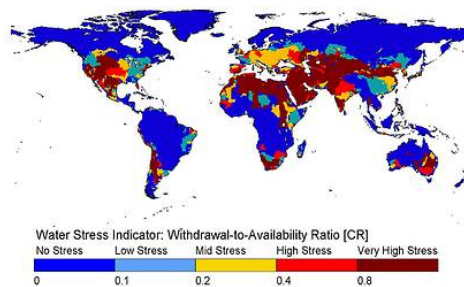 Water Stress Indicator: Withdrawal-to-Availability Ratio [CR]
No Stress Low Stress Mid Stress High Stress Very High Stress
0 0.1 0.2 0.4 0.8